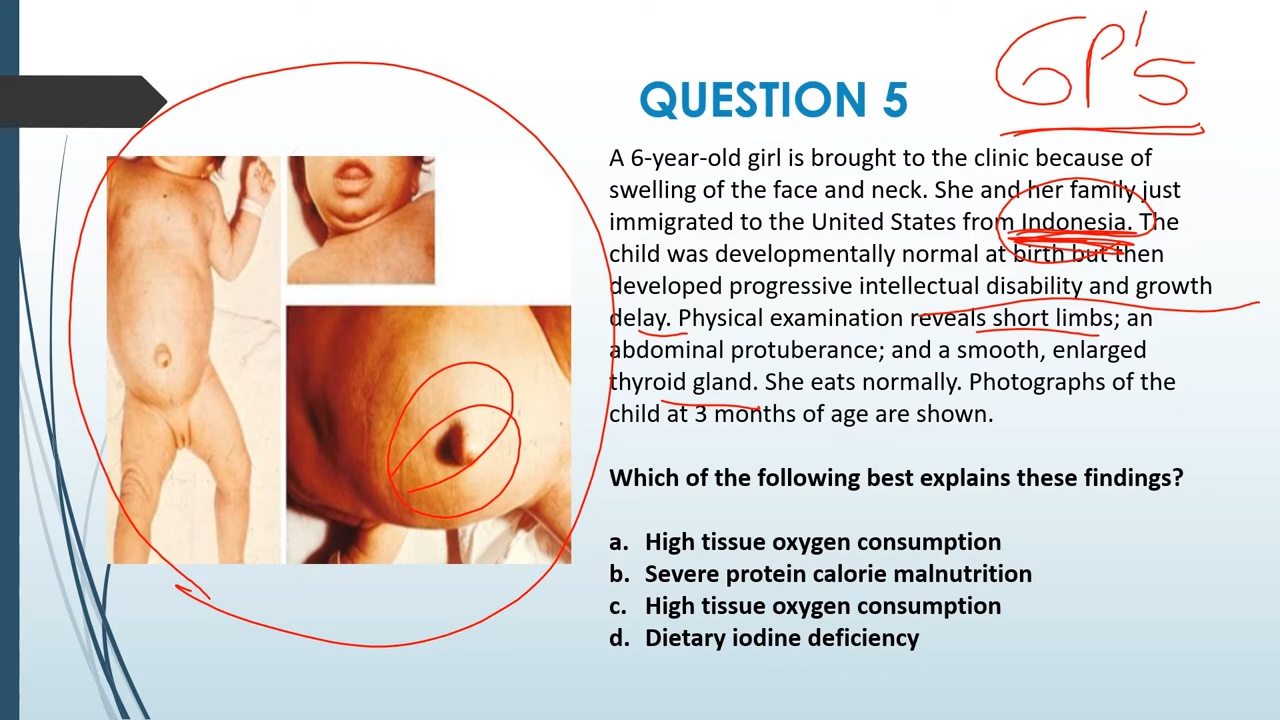 6P'S
QUESTION 5
A 6-year-old girl is brought to the clinic because of
swelling of the face and neck. She and her family just
immigrated to the United States from Indonesia. The
child was developmentally normal at birth but then
developed progressive intellectual disability and growth
delay. Physical examination reveals short limbs; an
abdominal protuberance; and a smooth, enlarged
thyroid gland. She eats normally. Photographs of the
child at 3 months of age are shown.
Which of the following best explains these findings?
a. High tissue oxygen consumption
b. Severe protein calorie malnutrition
c. High tissue oxygen consumption
d. Dietary iodine deficiency